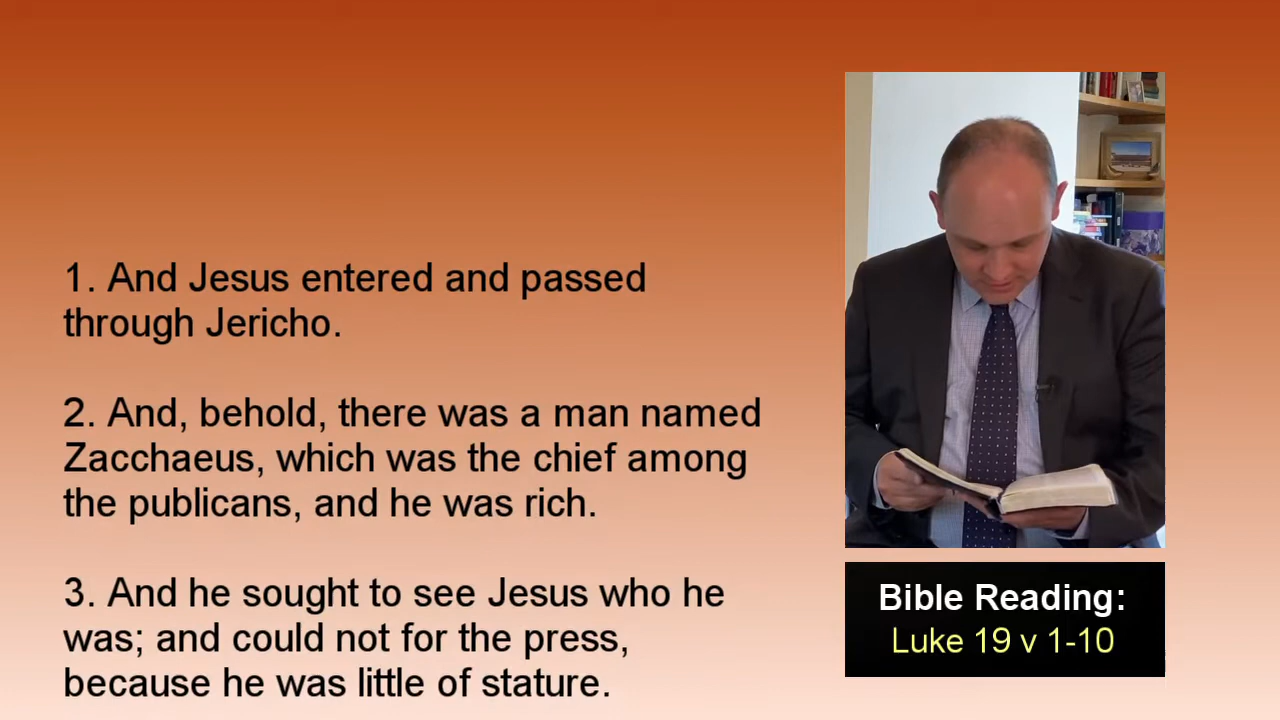 1. And Jesus entered and passed
through Jericho.
2. And, behold, there was a man named
Zacchaeus, which was the chief among
the publicans, and he was rich.
3. And he sought to see Jesus who he
was; and could not for the press,
because he was little of stature.
Bible Reading:
Luke 19 v 1-10